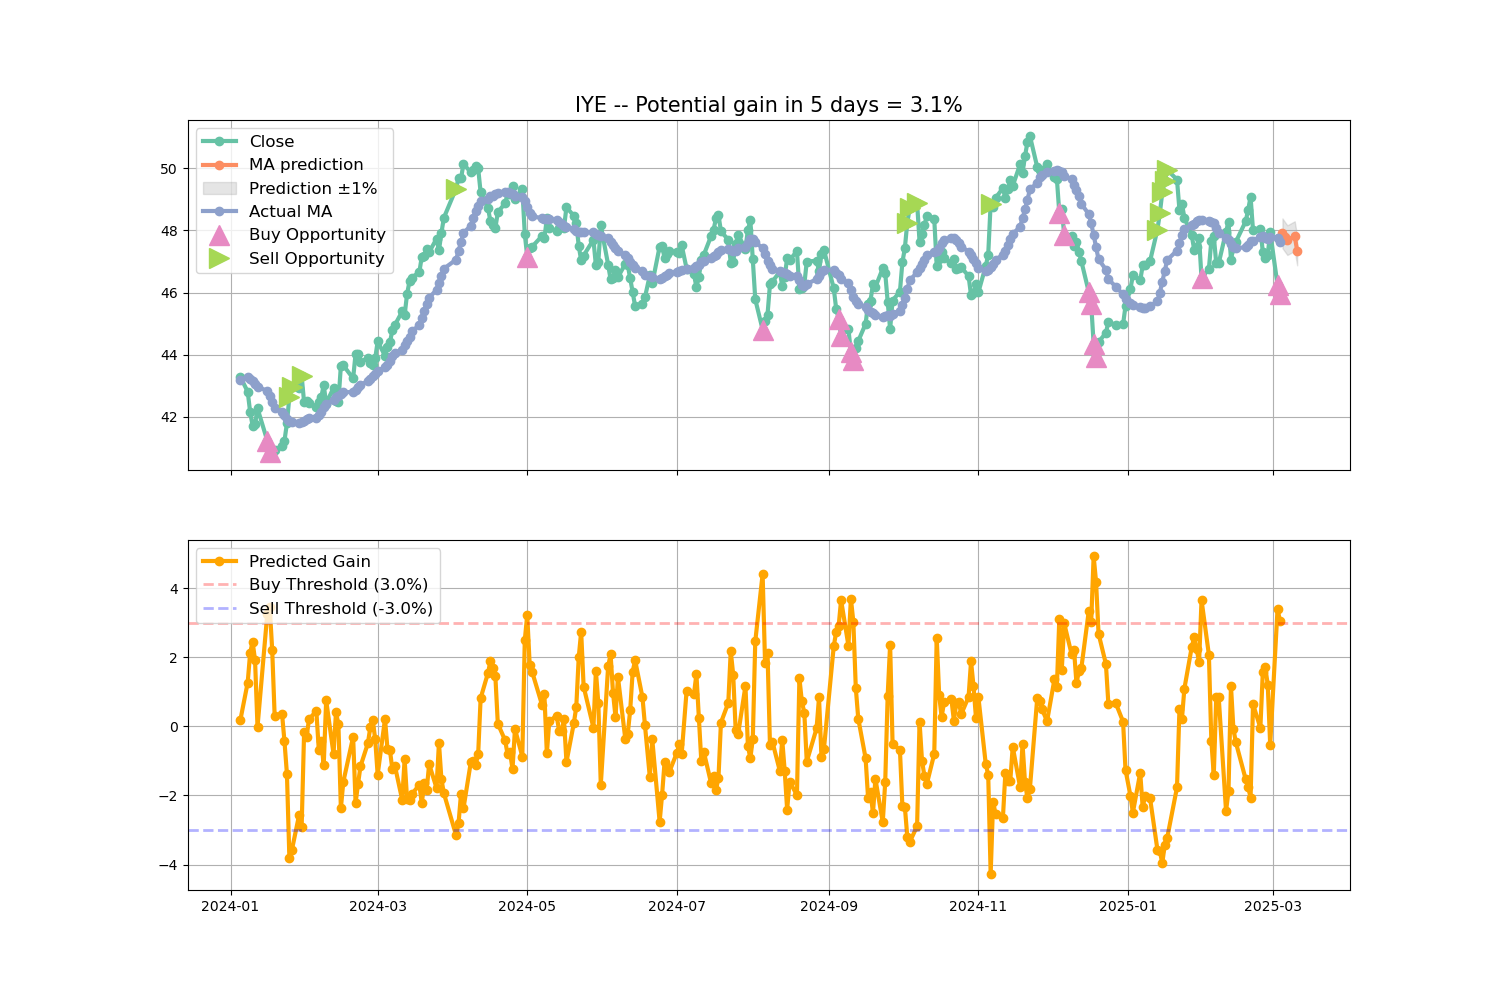 IYE -- Potential gain in 5 days = 3.1%
Close
MA prediction
Prediction ±1%
Actual MA
Buy Opportunity
Sell Opportunity
50
48
46
44
42
Predicted Gain
Buy Threshold (3.0%)
Sell Threshold (-3.0%)
4
2
0
−2
−4
2024-01 2024-03 2024-05 2024-07 2024-09 2024-11 2025-01 2025-03